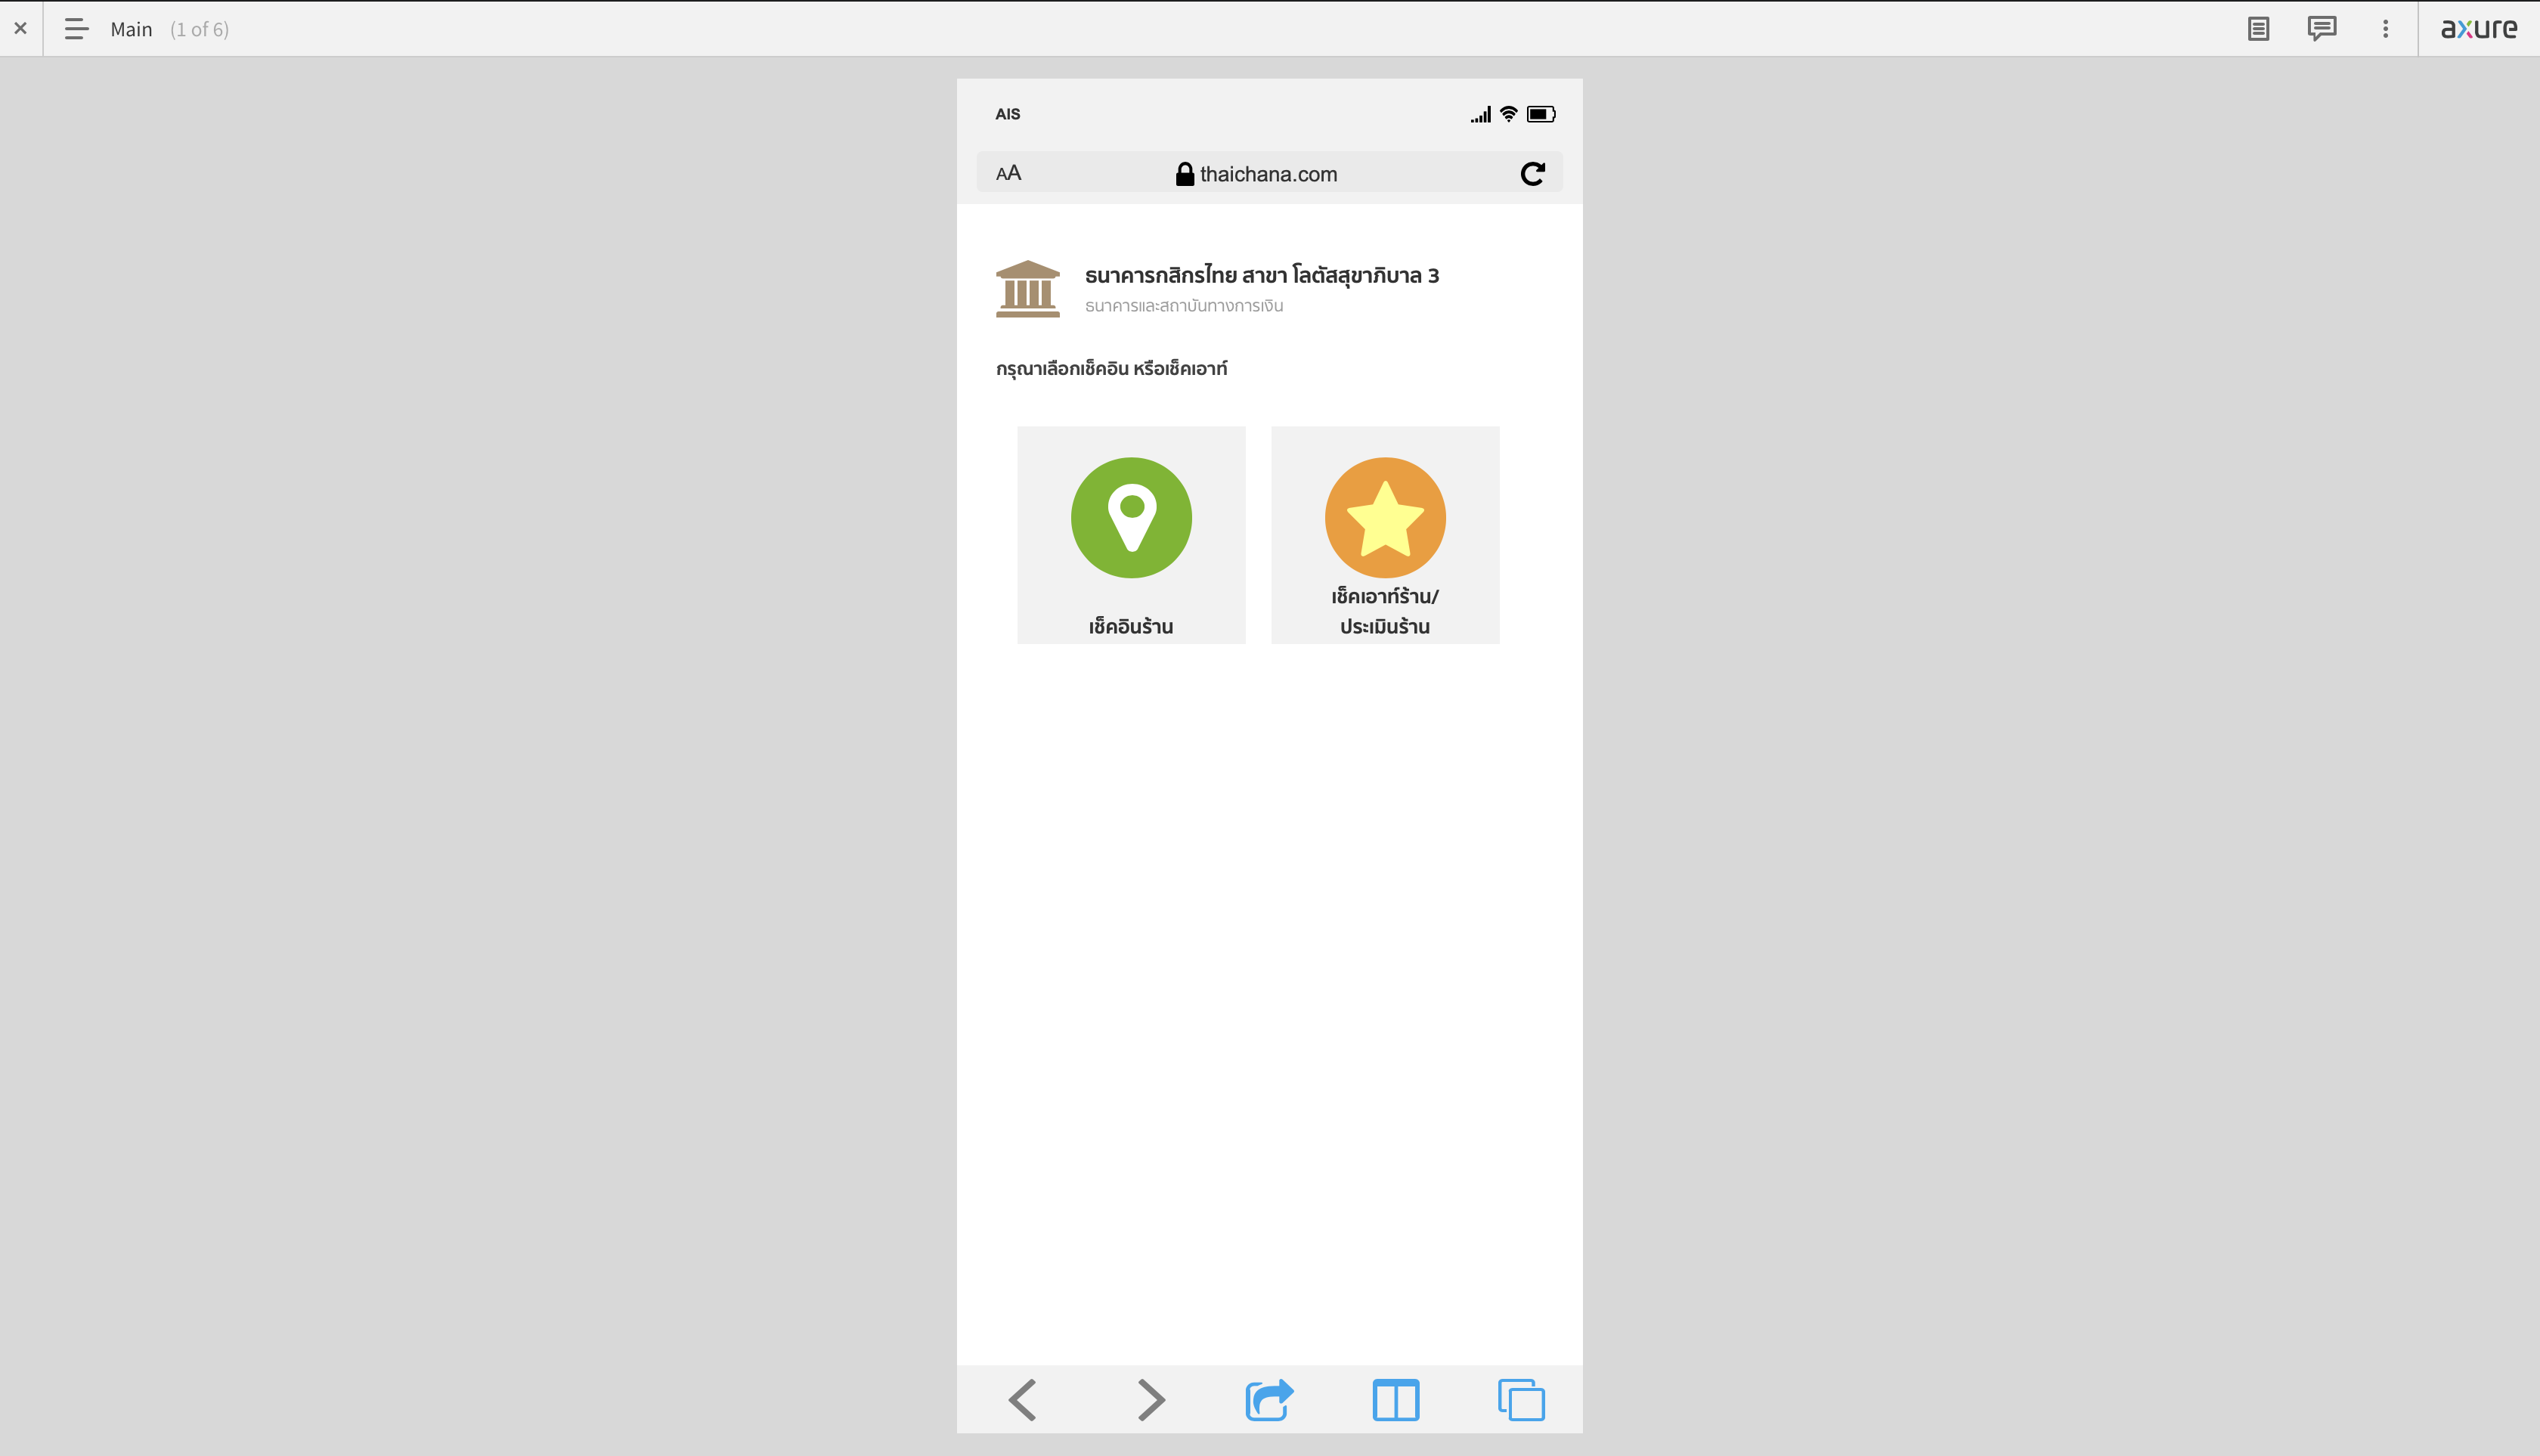 Main (1 of 6)
axure
AIS
AA
thaichana.com
ธนาคารกสิกรไทย สาขา โลตัสสุขาภิบาล 3
ธนาคารและสถาบันทางการเงิน
กรุณาเลือกเช็คอิน หรือเช็คเอาท์
เช็คอินร้าน
เช็คเอาท์ร้าน/
ประเมินร้าน